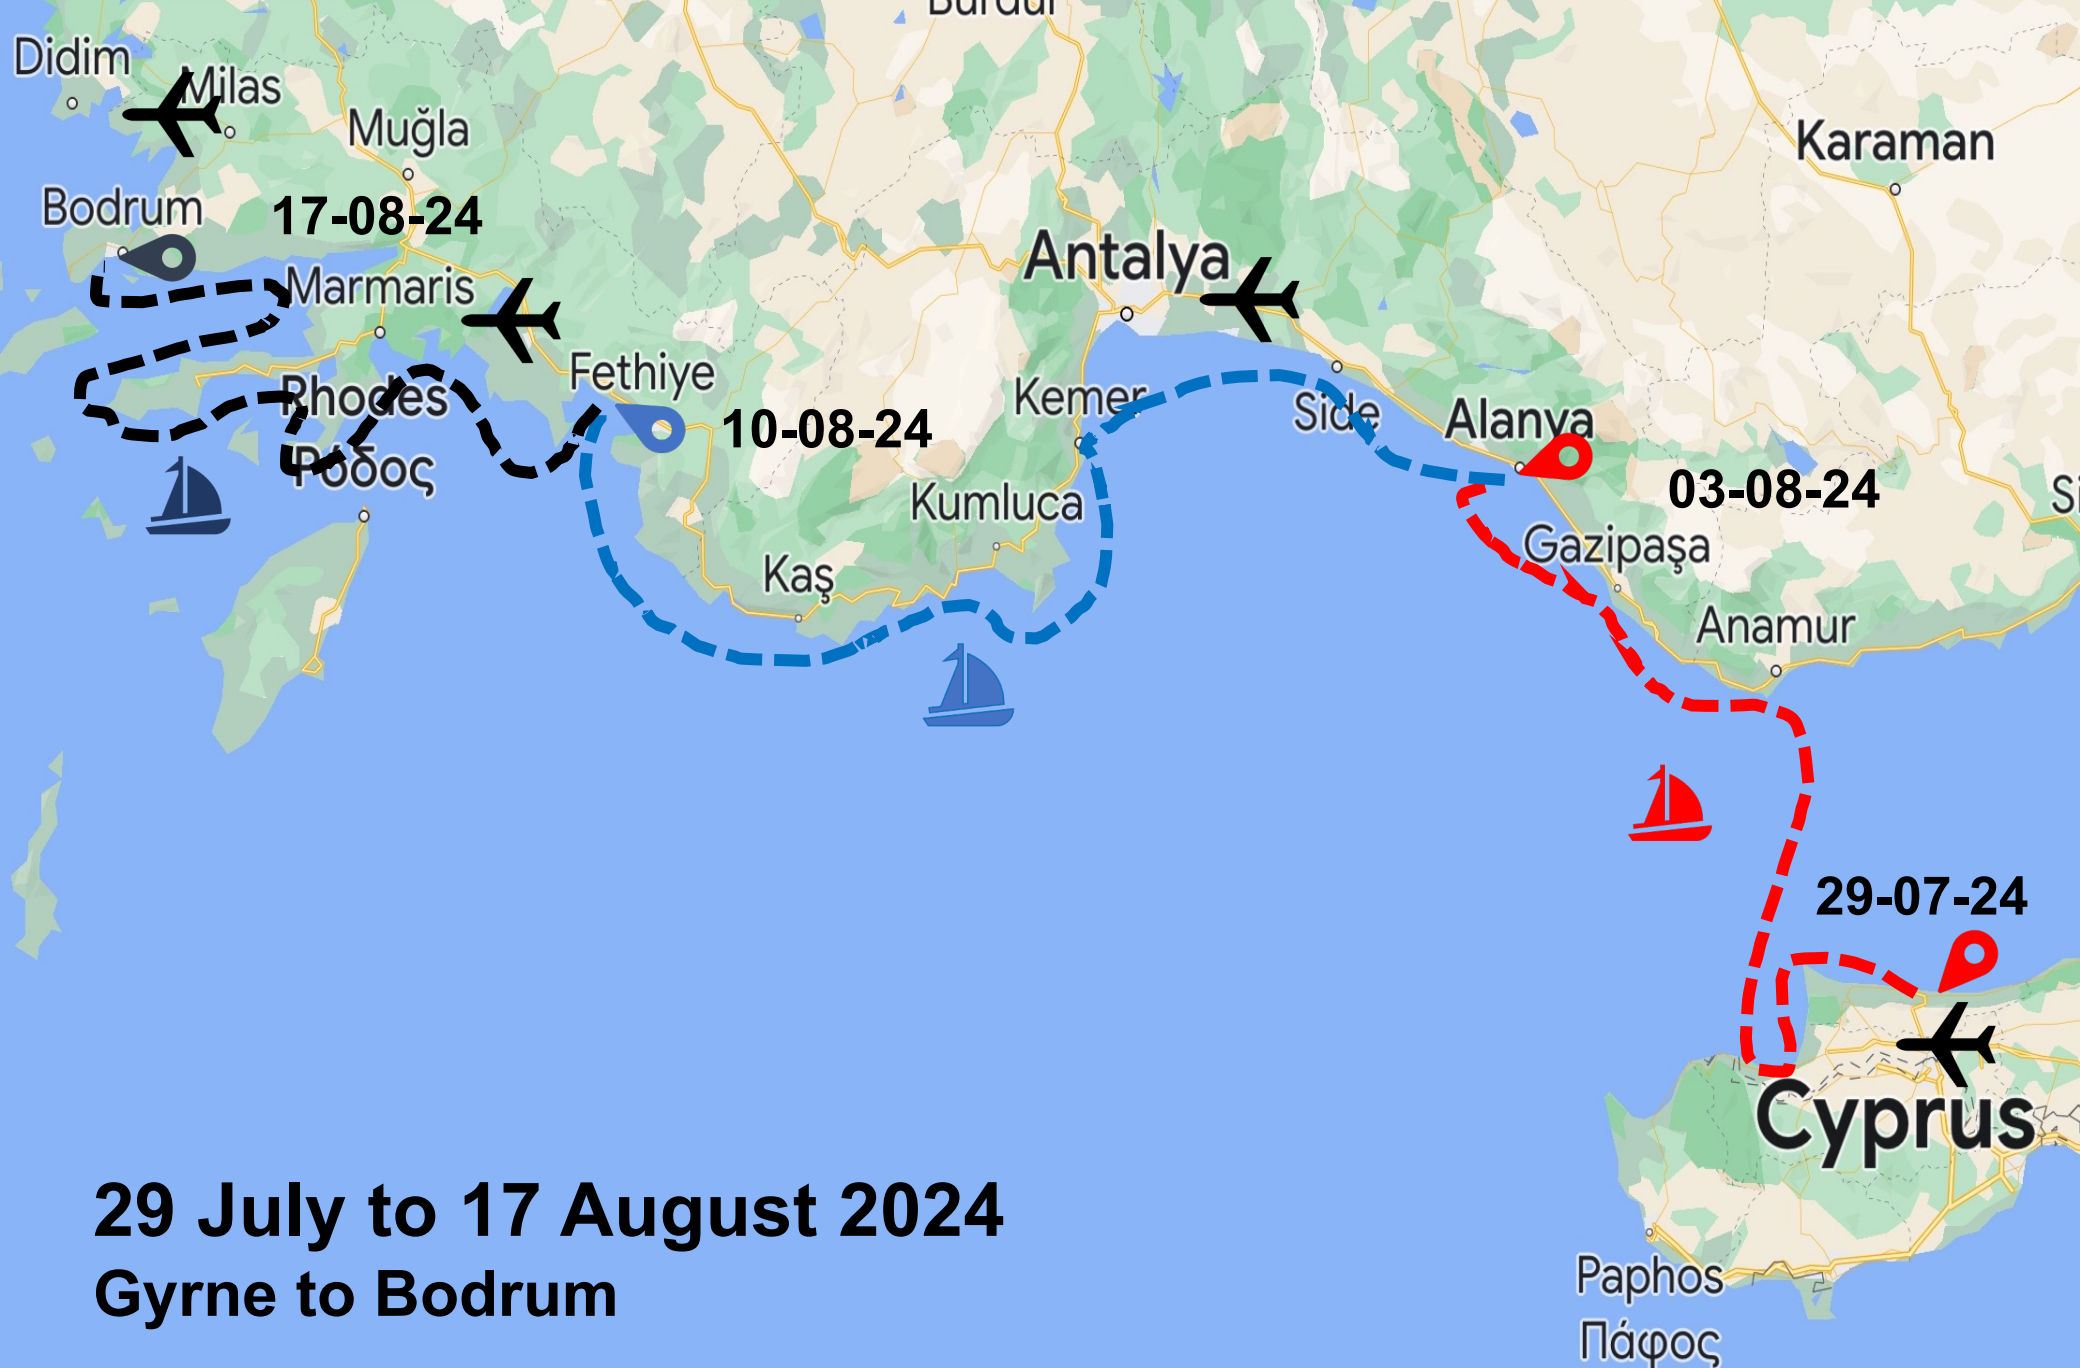 Burdur
Didim
Milas
Muğla
Karaman
Bodrum
17-08-24
Antalya
Marmaris
Fethiye
Kemer
Side
Alanya
Rhodes
Ρόδος
10-08-24
03-08-24
Si
Kumluca
Gazipaşa
Kaş
Anamur
29-07-24
Cyprus
29 July to 17 August 2024
Gyrne to Bodrum
Paphos
Πάφος